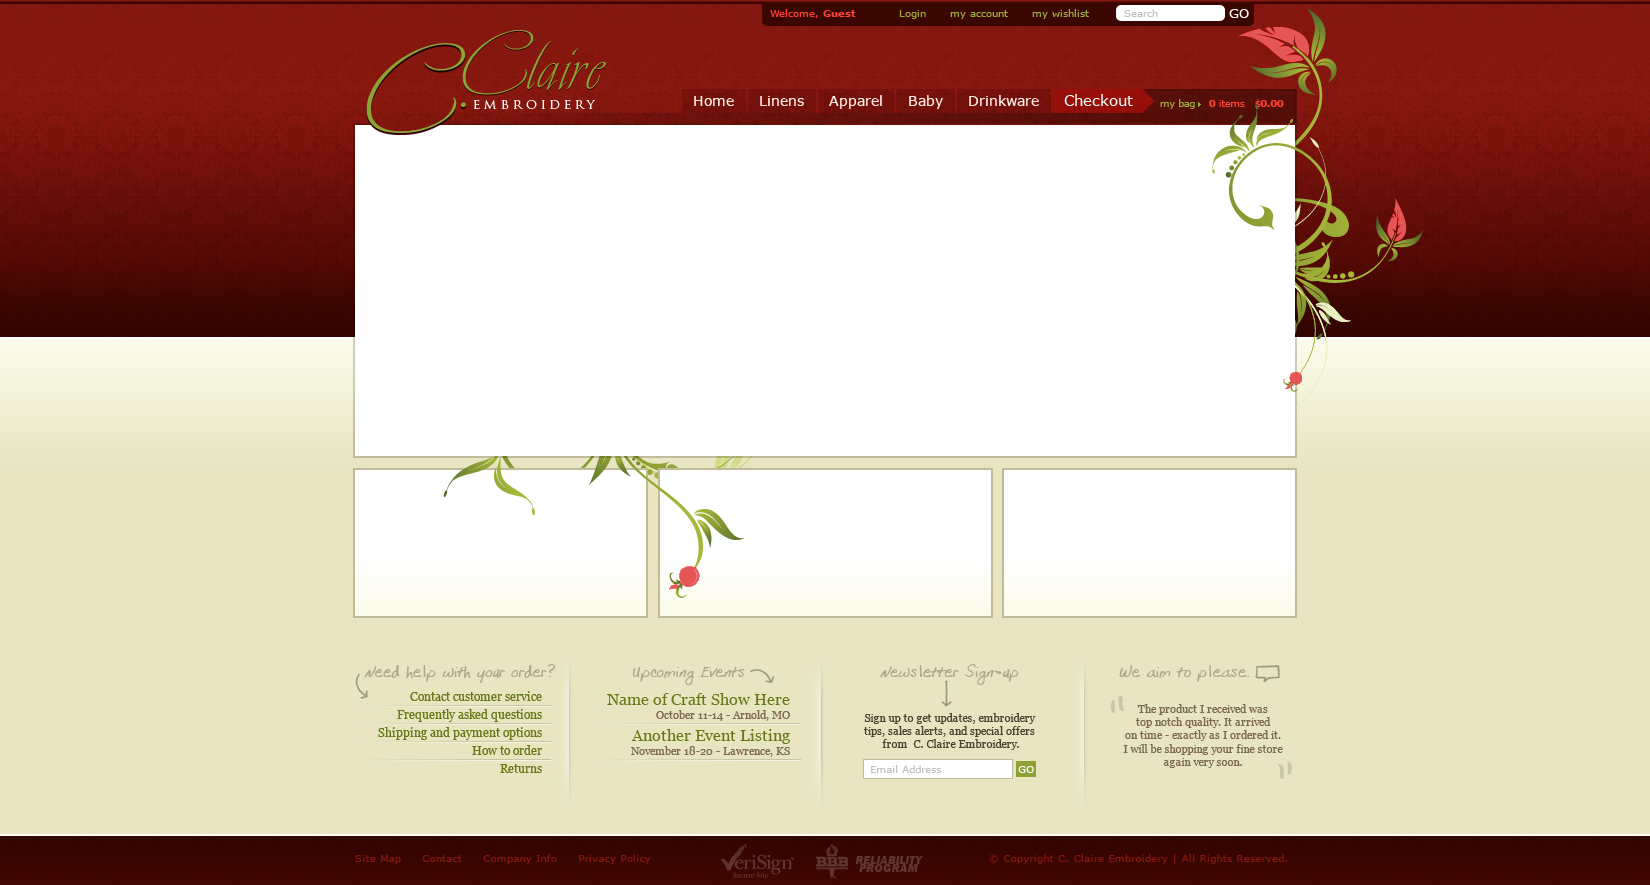 Welcome, Guest
Login my account my wishlist Search GO
C. Claire
EMBROIDERY
Home Linens Apparel Baby Drinkware Checkout my bag 0 items $0.00
Need help with your order?
Contact customer service
Frequently asked questions
Shipping and payment options
How to order
Returns
Upcoming Events
Name of Craft Show Here
October 11-14 - Arnold, MO
Another Event Listing
November 18-20 - Lawrence, KS
Newsletter Sign-up
Sign up to get updates, embroidery
tips, sales alerts, and special offers
from C. Claire Embroidery.
Email Address GO
We aim to please.
The product I received was
top notch quality. It arrived
on time - exactly as I ordered it.
I will be shopping your fine store
again very soon.
Site Map Contact Company Info Privacy Policy
VeriSign
Secure Site
BBB
RELIABILITY
PROGRAM
© Copyright C. Claire Embroidery | All Rights Reserved.